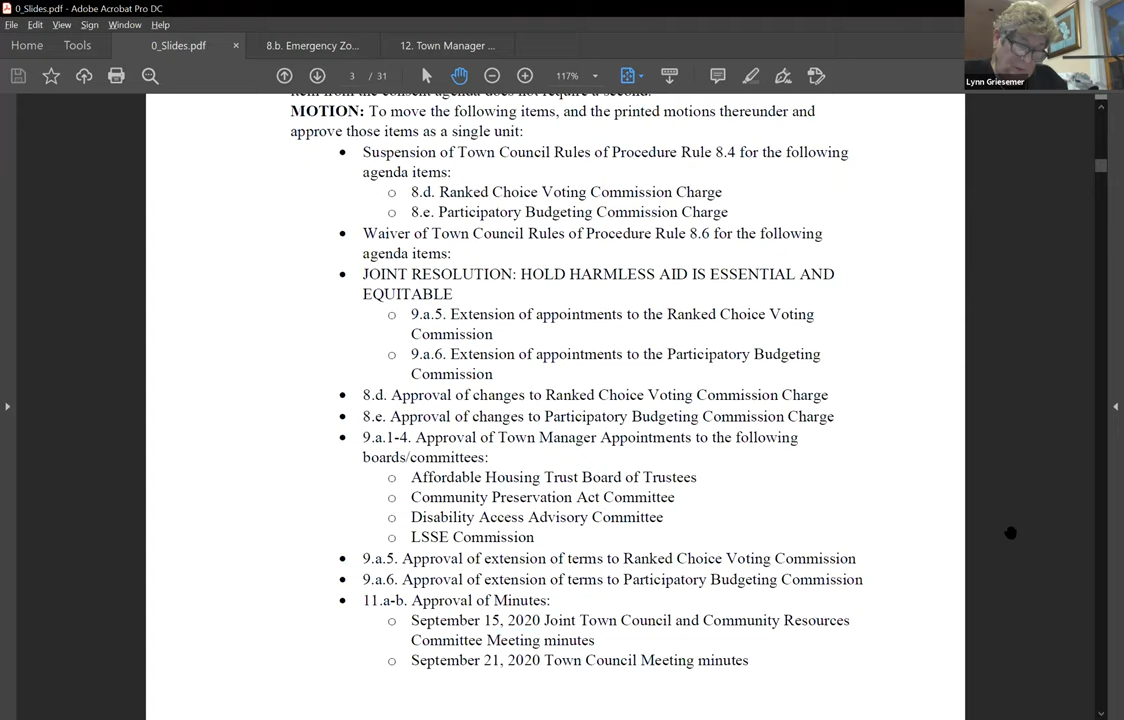 0_Slides.pdf - Adobe Acrobat Pro DC
File Edit View Sign Window Help
Home Tools 0_Slides.pdf × 8.b. Emergency Zo... 12. Town Manager ...
3 / 31 117%
Lynn Griesemer
item from the consent agenda does not require a second.
MOTION: To move the following items, and the printed motions thereunder and
approve those items as a single unit:
• Suspension of Town Council Rules of Procedure Rule 8.4 for the following
agenda items:
o 8.d. Ranked Choice Voting Commission Charge
o 8.e. Participatory Budgeting Commission Charge
• Waiver of Town Council Rules of Procedure Rule 8.6 for the following
agenda items:
• JOINT RESOLUTION: HOLD HARMLESS AID IS ESSENTIAL AND
EQUITABLE
o 9.a.5. Extension of appointments to the Ranked Choice Voting
Commission
o 9.a.6. Extension of appointments to the Participatory Budgeting
Commission
• 8.d. Approval of changes to Ranked Choice Voting Commission Charge
• 8.e. Approval of changes to Participatory Budgeting Commission Charge
• 9.a.1-4. Approval of Town Manager Appointments to the following
boards/committees:
o Affordable Housing Trust Board of Trustees
o Community Preservation Act Committee
o Disability Access Advisory Committee
o LSSE Commission
• 9.a.5. Approval of extension of terms to Ranked Choice Voting Commission
• 9.a.6. Approval of extension of terms to Participatory Budgeting Commission
• 11.a-b. Approval of Minutes:
o September 15, 2020 Joint Town Council and Community Resources
Committee Meeting minutes
o September 21, 2020 Town Council Meeting minutes